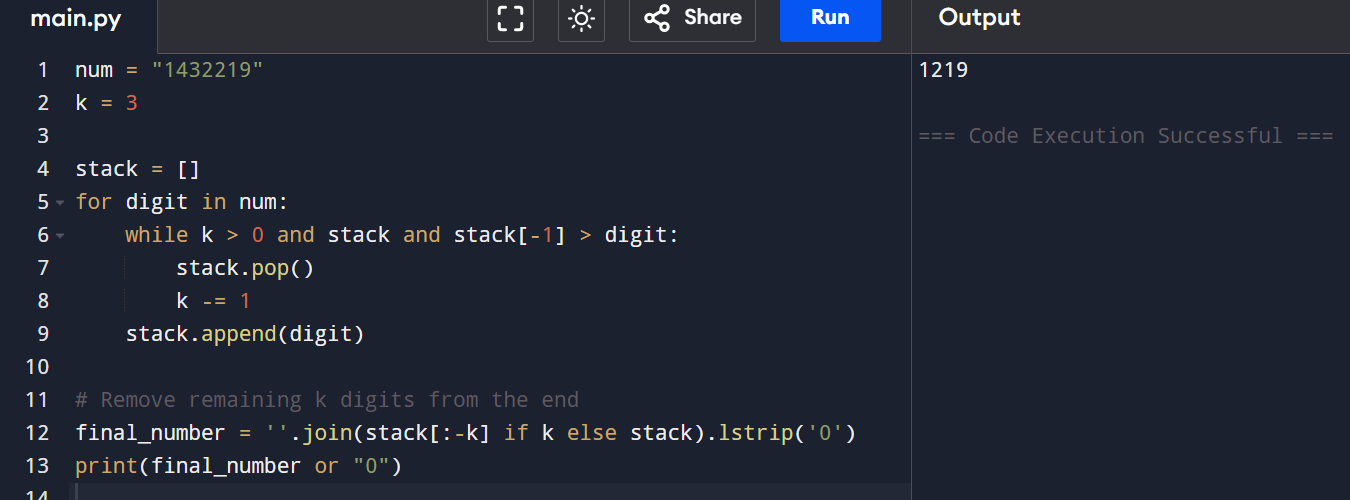 main.py Share Run Output
1 num = "1432219"
2 k = 3
3
4 stack = []
5 for digit in num:
6     while k > 0 and stack and stack[-1] > digit:
7         stack.pop()
8         k -= 1
9     stack.append(digit)
10
11 # Remove remaining k digits from the end
12 final_number = ''.join(stack[:-k] if k else stack).lstrip('0')
13 print(final_number or "0")
14
1219
=== Code Execution Successful ===